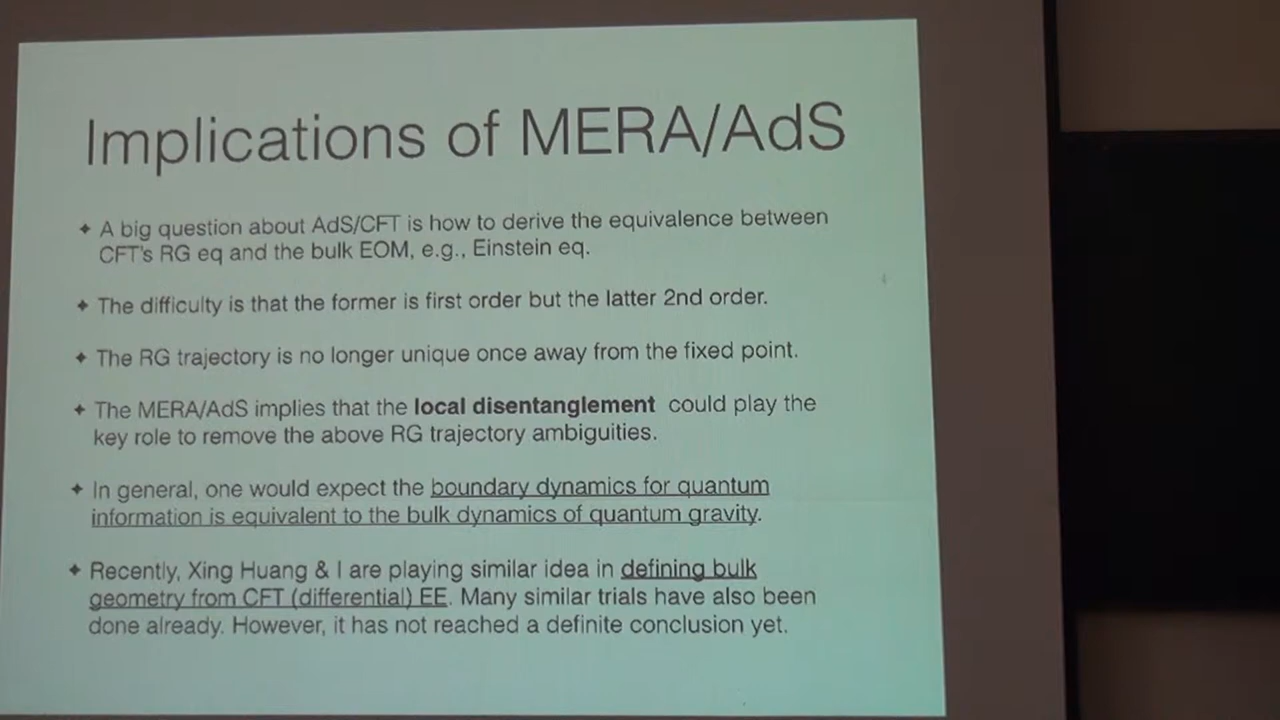 Implications of MERA/AdS
✦ A big question about AdS/CFT is how to derive the equivalence between
CFT's RG eq and the bulk EOM, e.g., Einstein eq.
✦ The difficulty is that the former is first order but the latter 2nd order.
✦ The RG trajectory is no longer unique once away from the fixed point.
✦ The MERA/AdS implies that the local disentanglement could play the
key role to remove the above RG trajectory ambiguities.
✦ In general, one would expect the boundary dynamics for quantum
information is equivalent to the bulk dynamics of quantum gravity.
✦ Recently, Xing Huang & I are playing similar idea in defining bulk
geometry from CFT (differential) EE. Many similar trials have also been
done already. However, it has not reached a definite conclusion yet.